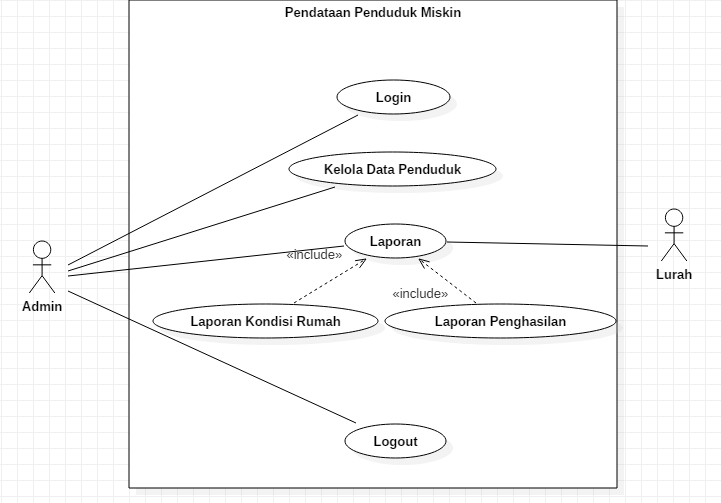 Pendataan Penduduk Miskin
Login
Kelola Data Penduduk
Laporan
«include»
«include»
Laporan Kondisi Rumah
Laporan Penghasilan
Logout
Admin
Lurah